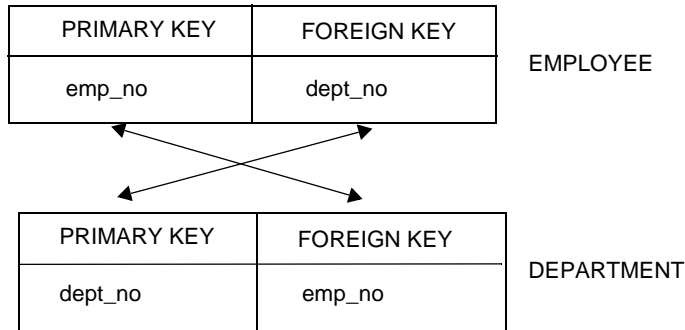 PRIMARY KEY FOREIGN KEY
EMPLOYEE
emp_no dept_no
PRIMARY KEY FOREIGN KEY
DEPARTMENT
dept_no emp_no